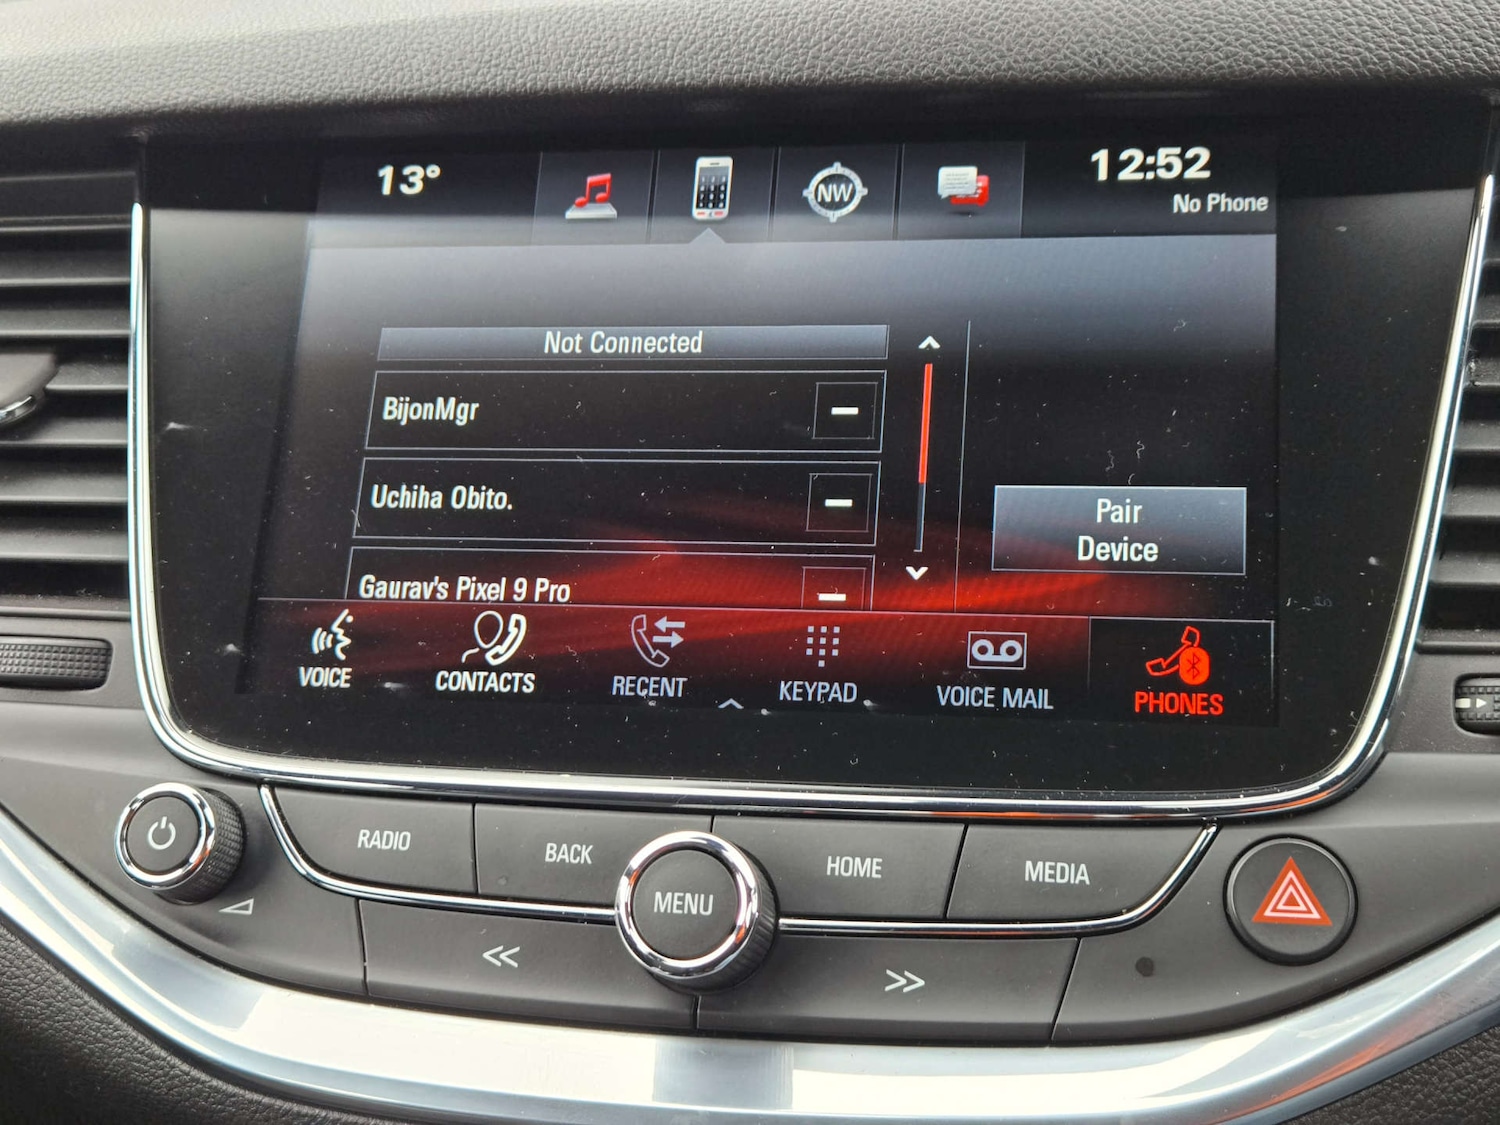 13°
NW
12:52
No Phone
Not Connected
BijonMgr
Uchiha Obito.
Gaurav's Pixel 9 Pro
Pair
Device
VOICE
CONTACTS
RECENT
KEYPAD
VOICE MAIL
PHONES
RADIO
BACK
MENU
HOME
MEDIA